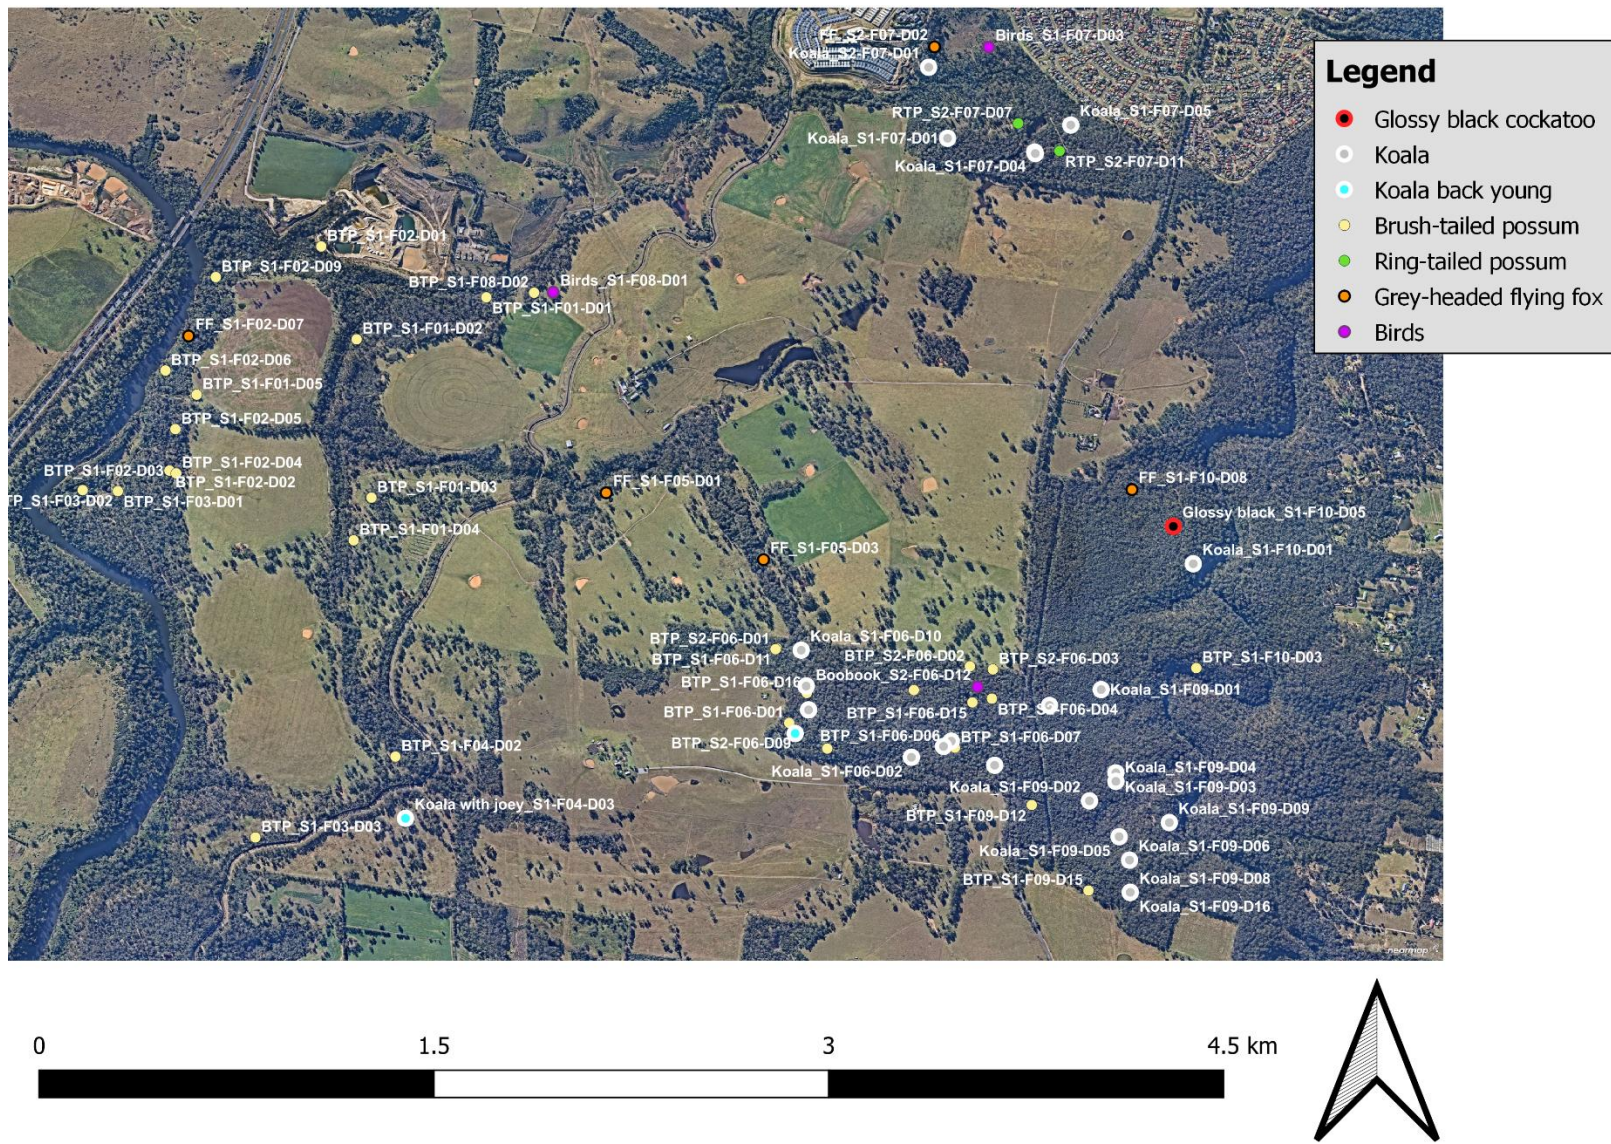 FF_S2-F07-D02
Birds_S1-F07-D03
Koala_S2-F07-D01
Legend
Glossy black cockatoo
Koala
Koala back young
Brush-tailed possum
Ring-tailed possum
Grey-headed flying fox
Birds
RTP_S2-F07-D07
Koala_S1-F07-D05
Koala_S1-F07-D01
Koala_S1-F07-D04
RTP_S2-F07-D11
BTP_S1-F02-D01
BTP_S1-F02-D09
BTP_S1-F08-D02
Birds_S1-F08-D01
BTP_S1-F01-D01
FF_S1-F02-D07
BTP_S1-F01-D02
BTP_S1-F02-D06
BTP_S1-F01-D05
BTP_S1-F02-D05
BTP_S1-F02-D03
BTP_S1-F02-D04
BTP_S1-F02-D02
TP_S1-F03-D02
BTP_S1-F03-D01
BTP_S1-F01-D03
BTP_S1-F01-D04
FF_S1-F05-D01
FF_S1-F05-D03
FF_S1-F10-D08
Glossy black_S1-F10-D05
Koala_S1-F10-D01
BTP_S2-F06-D01
Koala_S1-F06-D10
BTP_S1-F06-D11
BTP_S2-F06-D02
BTP_S2-F06-D03
BTP_S1-F10-D03
BTP_S1-F06-D16
Boobook_S2-F06-D12
Koala_S1-F09-D01
BTP_S1-F06-D01
BTP_S1-F06-D15
-F06-D04
BTP_S2-F06-D09
BTP_S1-F06-D06
BTP_S1-F06-D07
Koala_S1-F06-D02
BTP_S1-F04-D02
Koala_S1-F09-D04
Koala_S1-F09-D02
Koala_S1-F09-D03
Koala with joey_S1-F04-D03
BTP_S1-F09-D12
Koala_S1-F09-D09
BTP_S1-F03-D03
Koala_S1-F09-D05
Koala_S1-F09-D06
BTP_S1-F09-D15
Koala_S1-F09-D08
Koala_S1-F09-D16
nearmap
0
1.5
3
4.5 km